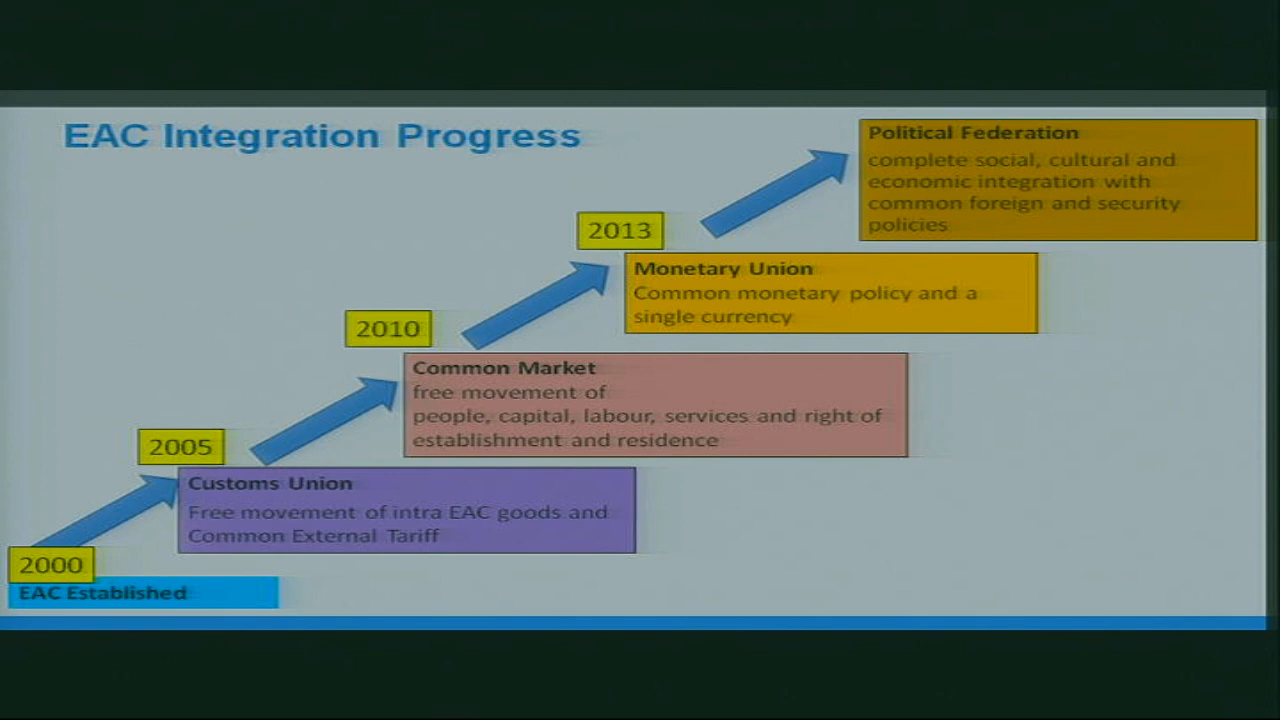 EAC Integration Progress
Political Federation
complete social, cultural and
economic integration with
common foreign and security
policies
2013
Monetary Union
Common monetary policy and a
single currency
2010
Common Market
free movement of
people, capital, labour, services and right of
establishment and residence
2005
Customs Union
Free movement of intra EAC goods and
Common External Tariff
2000
EAC Established